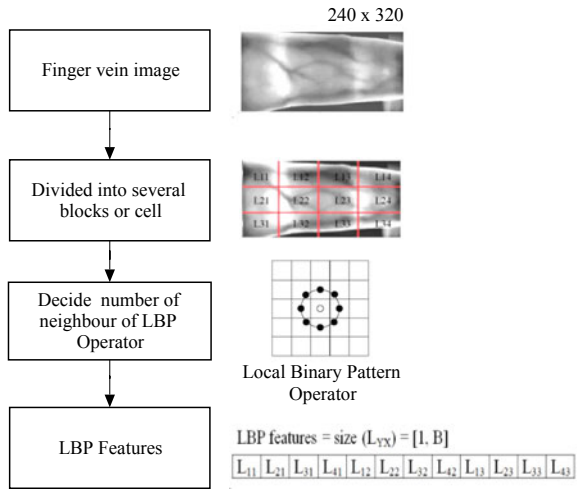 240 x 320
Finger vein image
Divided into several
blocks or cell
L11 L12 L13 L14
L21 L22 L23 L24
L31 L32 L33 L34
Decide number of
neighbour of LBP
Operator
Local Binary Pattern
Operator
LBP Features
LBP features = size (L_YX) = [1, B]
L₁₁ L₂₁ L₃₁ L₄₁ L₁₂ L₂₂ L₃₂ L₄₂ L₁₃ L₂₃ L₃₃ L₄₃